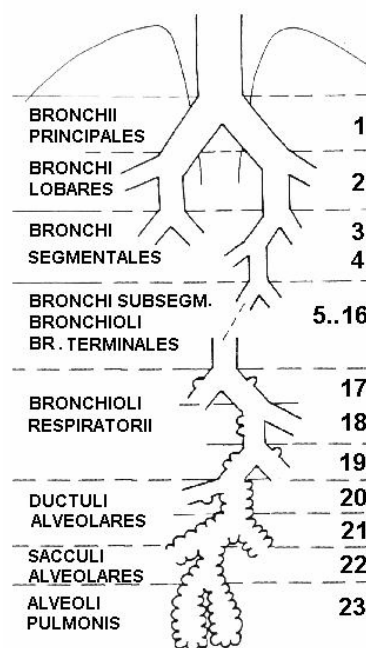 BRONCHII
PRINCIPALES
1
BRONCHI
LOBARES
2
BRONCHI
3
SEGMENTALES
4
BRONCHI SUBSEGM.
BRONCHIOLI
5..16
BR. TERMINALES
17
BRONCHIOLI
RESPIRATORII
18
19
DUCTULI
20
ALVEOLARES
21
SACCULI
ALVEOLARES
22
ALVEOLI
PULMONIS
23